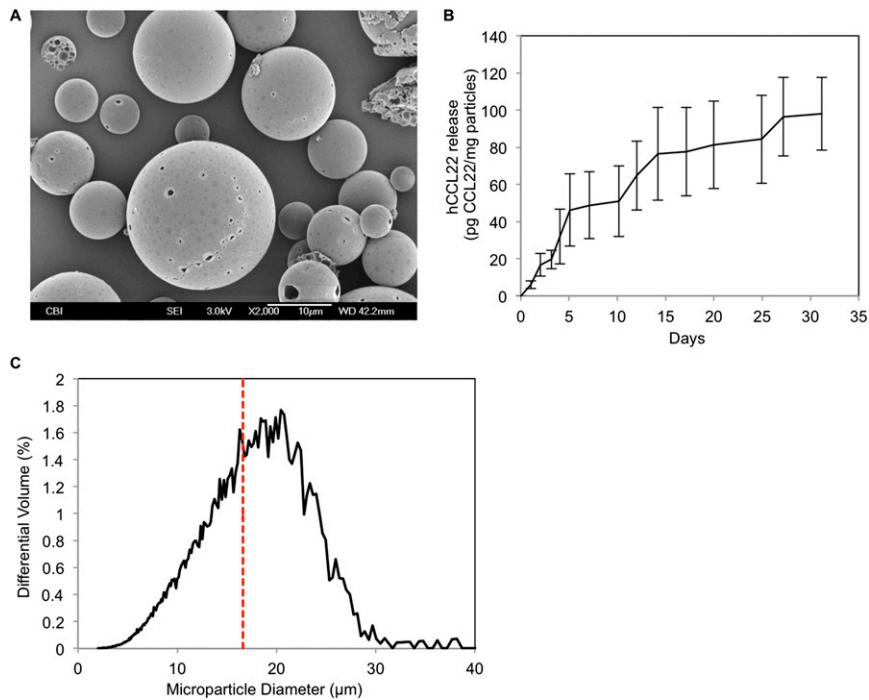 A
CBI SEI 3.0kV X2,000 10µm WD 42.2mm
B
140
120
100
80
60
40
20
0
0 5 10 15 20 25 30 35
Days
hCCL22 release
(pg CCL22/mg particles)
C
2
1.8
1.6
1.4
1.2
1
0.8
0.6
0.4
0.2
0
0 10 20 30 40
Microparticle Diameter (µm)
Differential Volume (%)